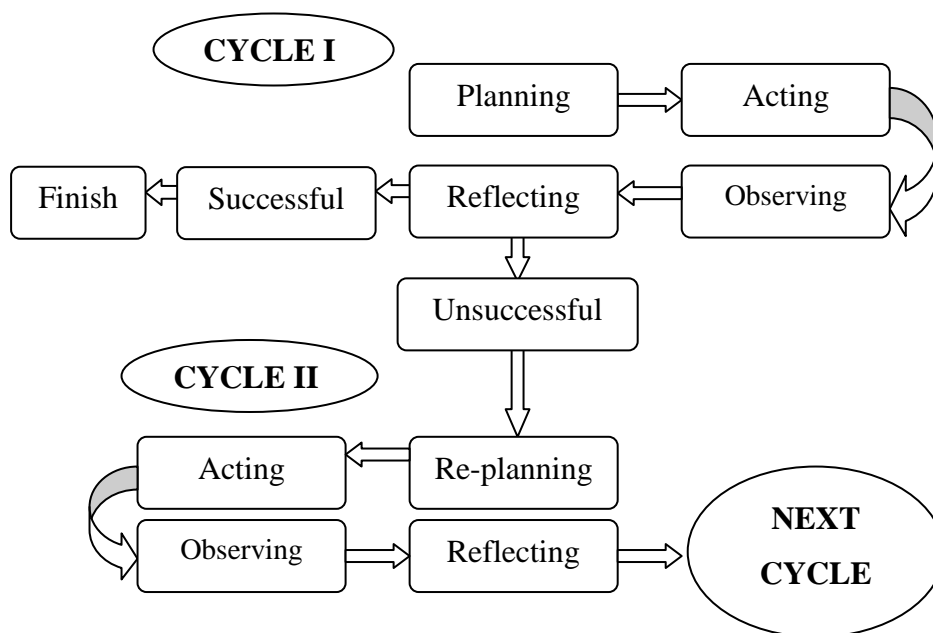 CYCLE I
Planning
Acting
Finish
Successful
Reflecting
Observing
Unsuccessful
CYCLE II
Acting
Re-planning
NEXT
CYCLE
Observing
Reflecting